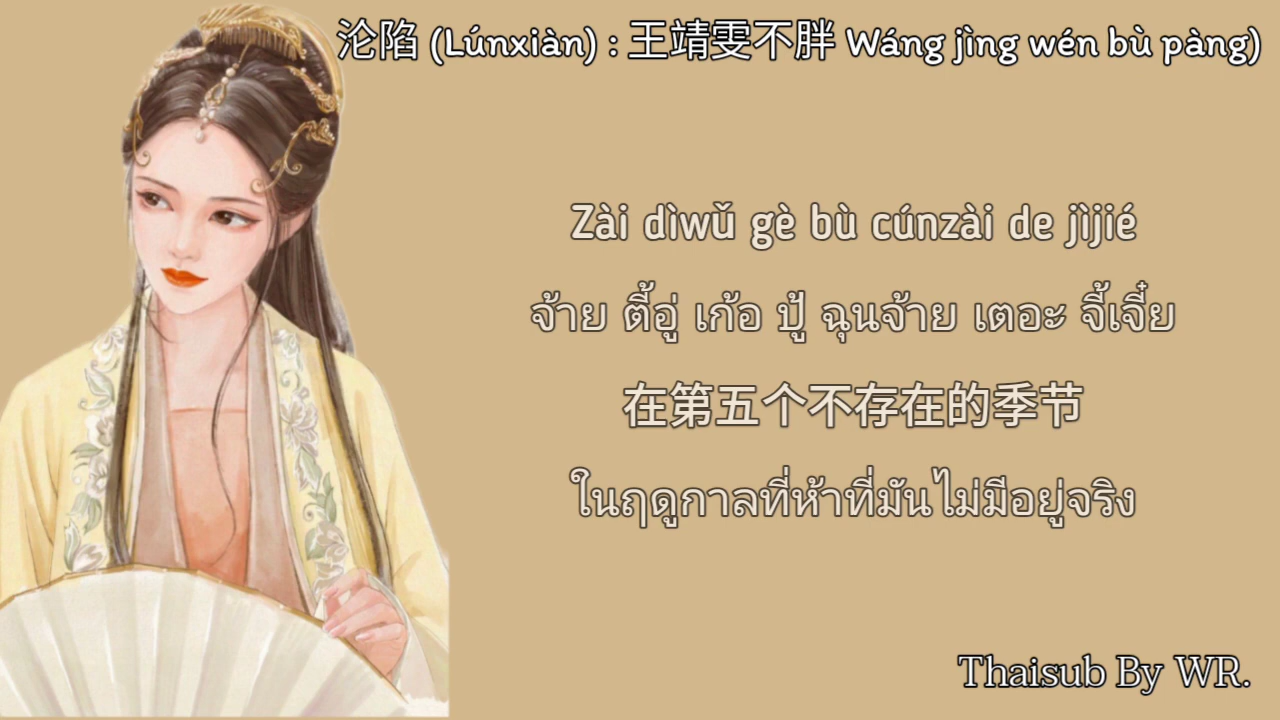 沦陷 (Lúnxiàn) : 王靖雯不胖 Wáng jìng wén bù pàng)
Zài dìwǔ gè bù cúnzài de jìjié
จ้าย ตี้อู่ เก้อ ปู้ ฉุนจ้าย เตอะ จี้เจี๋ย
在第五个不存在的季节
ในฤดูกาลที่ห้าที่มันไม่มีอยู่จริง
Thaisub By WR.